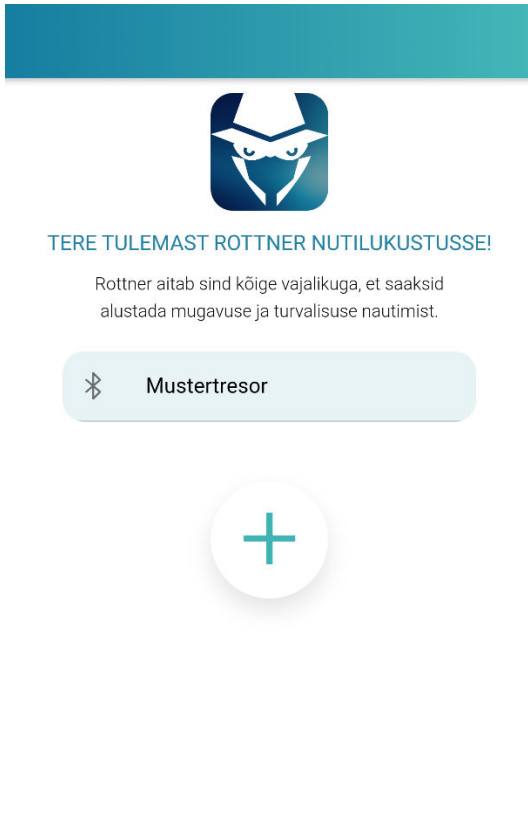 TERE TULEMAST ROTTNER NUTILUKUSTUSSE!
Rottner aitab sind kõige vajalikuga, et saaksid
alustada mugavuse ja turvalisuse nautimist.
Mustertresor